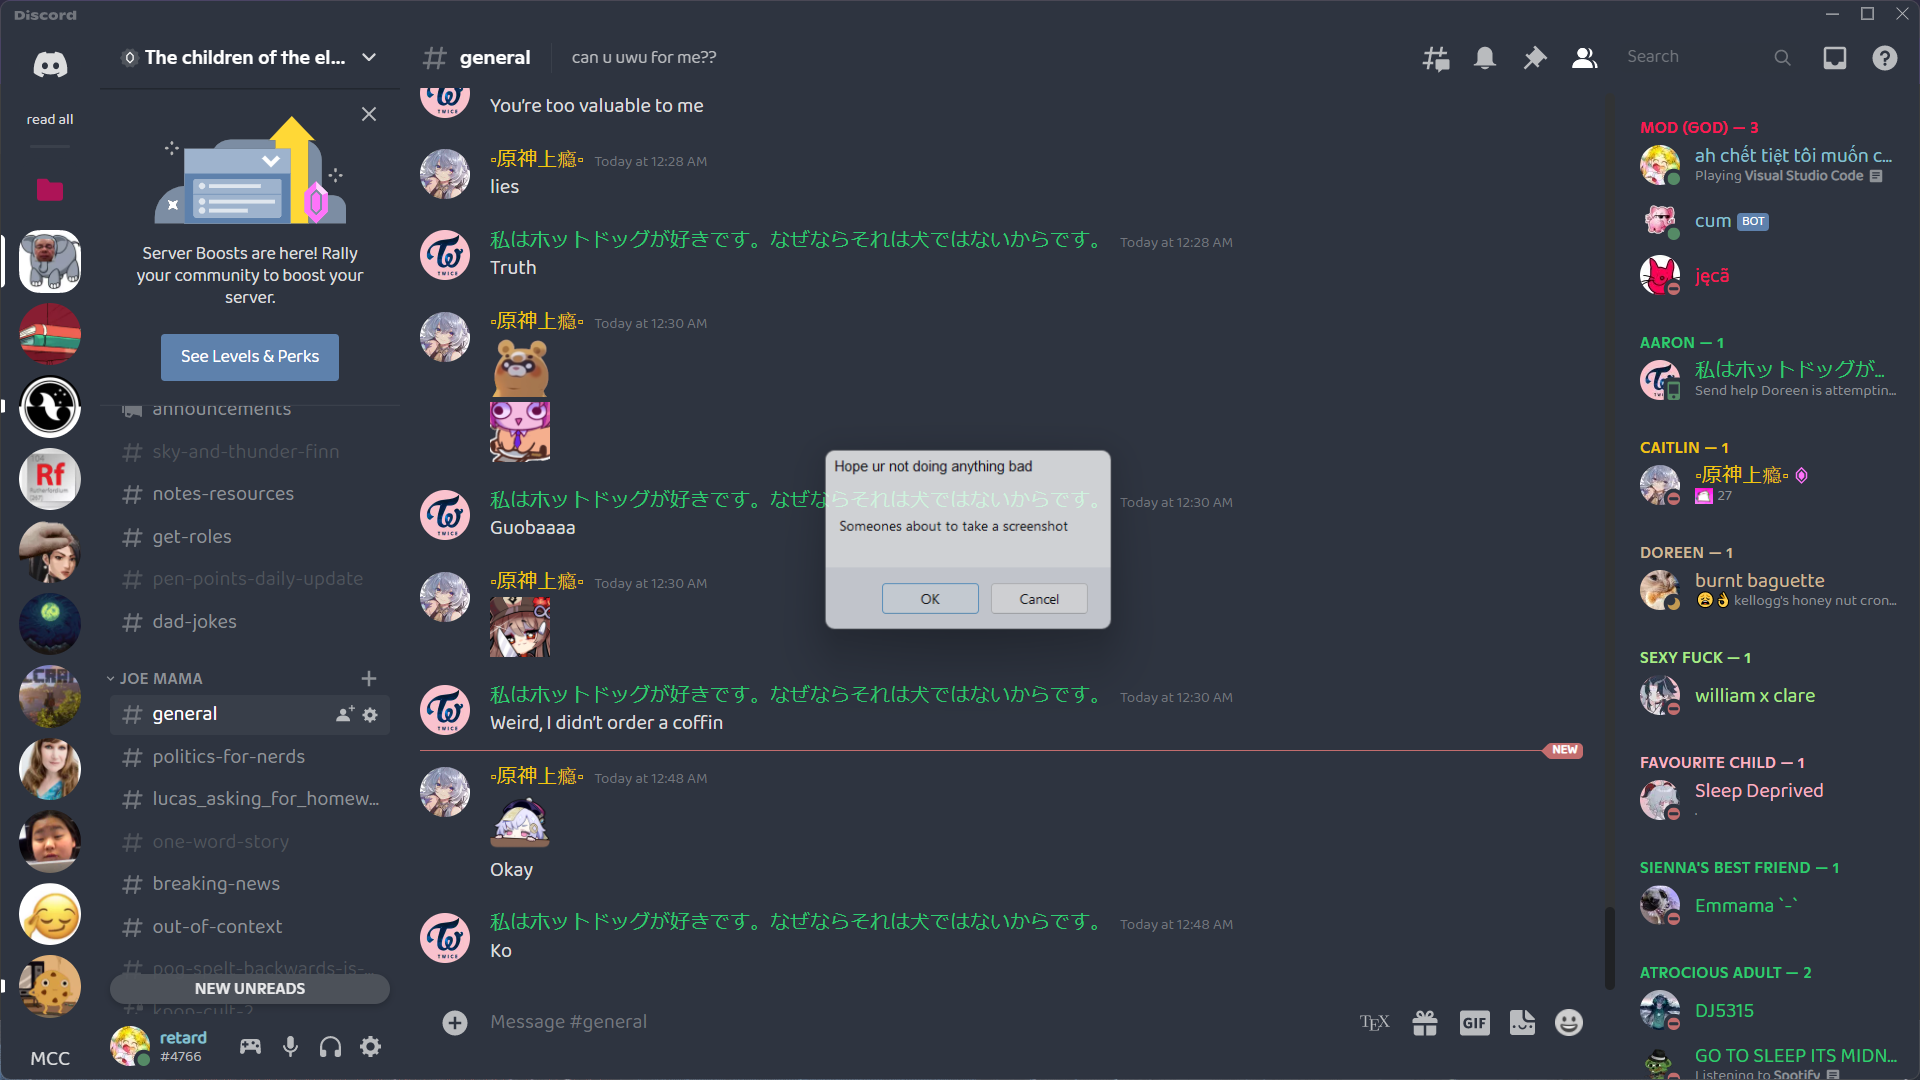 Discord
read all
MCC
The children of the el...
Server Boosts are here! Rally
your community to boost your
server.
See Levels & Perks
announcements
sky-and-thunder-finn
notes-resources
get-roles
pen-points-daily-update
dad-jokes
JOE MAMA
general
politics-for-nerds
lucas_asking_for_homew...
one-word-story
breaking-news
out-of-context
pog-spelt-backwards-is-
NEW UNREADS
kpop-cult-2
retard
#4766
general
can u uwu for me??
Search
You're too valuable to me
▫原神上瘾▫ Today at 12:28 AM
lies
私はホットドッグが好きです。なぜならそれは犬ではないからです。 Today at 12:28 AM
Truth
▫原神上瘾▫ Today at 12:30 AM
私はホットドッグが好きです。なぜならそれは犬ではないからです。 Today at 12:30 AM
Guobaaaa
▫原神上瘾▫ Today at 12:30 AM
私はホットドッグが好きです。なぜならそれは犬ではないからです。 Today at 12:30 AM
Weird, I didn't order a coffin
NEW
▫原神上瘾▫ Today at 12:48 AM
Okay
私はホットドッグが好きです。なぜならそれは犬ではないからです。 Today at 12:48 AM
Ko
Message #general
TEX
GIF
Hope ur not doing anything bad
Someones about to take a screenshot
OK
Cancel
MOD (GOD) — 3
ah chết tiệt tôi muốn c...
Playing Visual Studio Code
cum BOT
jęcã
AARON — 1
私はホットドッグが...
Send help Doreen is attemptin...
CAITLIN — 1
▫原神上瘾▫
27
DOREEN — 1
burnt baguette
😩👌 kellogg's honey nut cron...
SEXY FUCK — 1
william x clare
FAVOURITE CHILD — 1
Sleep Deprived
.
SIENNA'S BEST FRIEND — 1
Emmama `-`
ATROCIOUS ADULT — 2
DJ5315
GO TO SLEEP ITS MIDN...
Listening to Spotify
Rf
TWICE
TWICE
TWICE
TWICE
TWICE